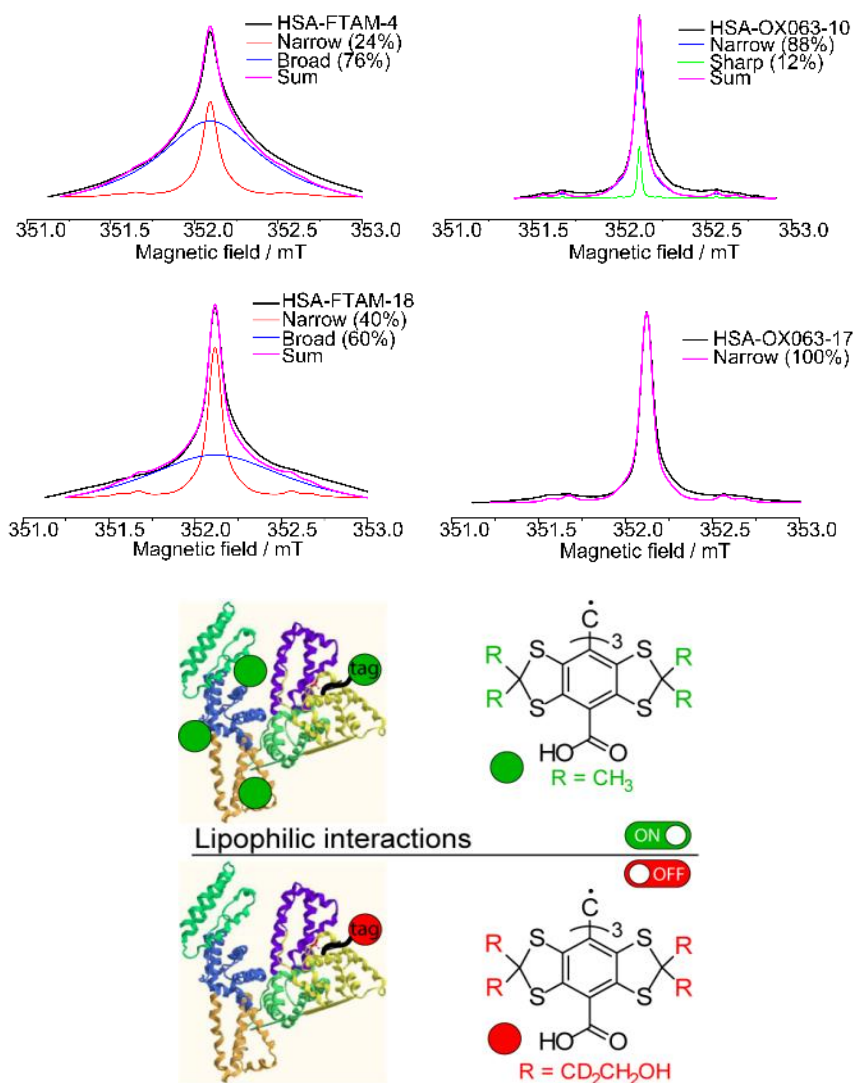 HSA-FTAM-4
Narrow (24%)
Broad (76%)
Sum
351.0 351.5 352.0 352.5 353.0
Magnetic field / mT
HSA-OX063-10
Narrow (88%)
Sharp (12%)
Sum
351.0 351.5 352.0 352.5 353.0
Magnetic field / mT
HSA-FTAM-18
Narrow (40%)
Broad (60%)
Sum
351.0 351.5 352.0 352.5 353.0
Magnetic field / mT
HSA-OX063-17
Narrow (100%)
351.0 351.5 352.0 352.5 353.0
Magnetic field / mT
tag
C
3
R S S R
R S S R
HO O
R = CH₃
Lipophilic interactions
ON
OFF
tag
C
3
R S S R
R S S R
HO O
R = CD₂CH₂OH